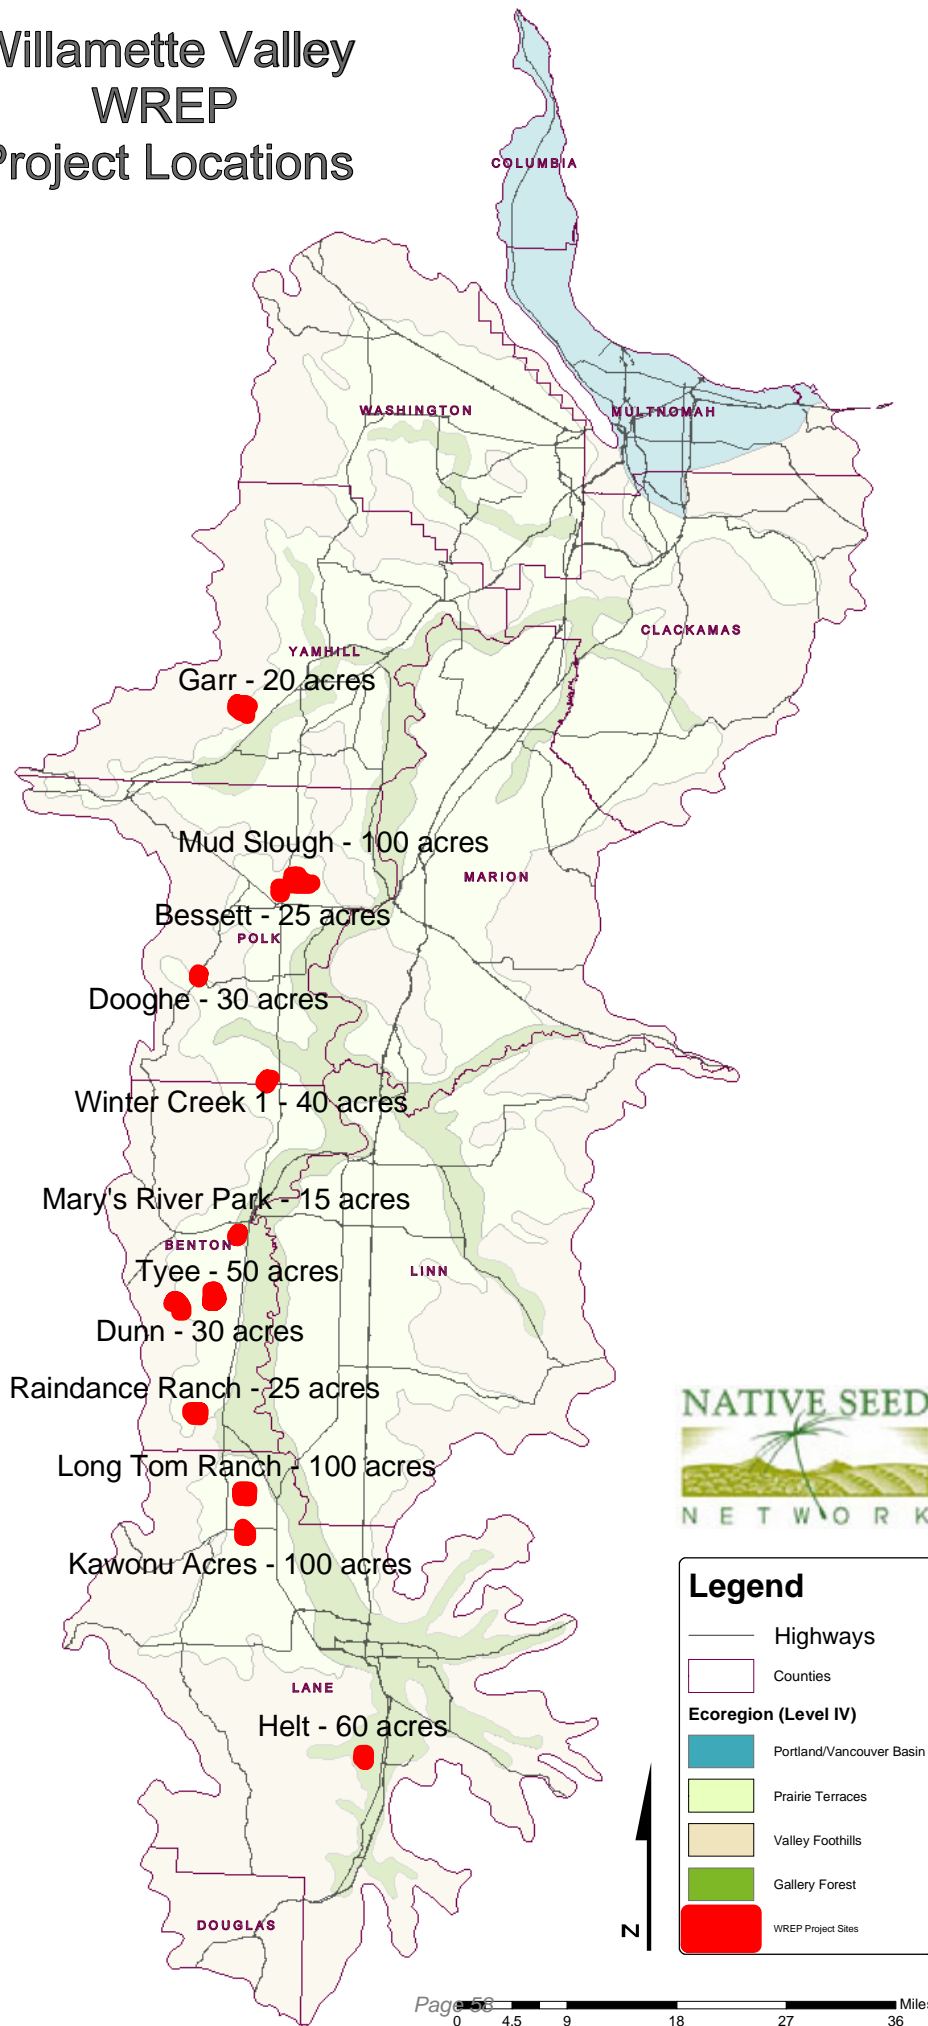 Willamette Valley
WREP
Project Locations
COLUMBIA
WASHINGTON
MULTNOMAH
CLACKAMAS
YAMHILL
Garr - 20 acres
Mud Slough - 100 acres
MARION
Bessett - 25 acres
POLK
Dooghe - 30 acres
Winter Creek 1 - 40 acres
Mary's River Park - 15 acres
BENTON
Tyee - 50 acres
LINN
Dunn - 30 acres
Raindance Ranch - 25 acres
Long Tom Ranch - 100 acres
Kawonu Acres - 100 acres
LANE
Helt - 60 acres
DOUGLAS
NATIVE SEED
NETWORK
Legend
Highways
Counties
Ecoregion (Level IV)
Portland/Vancouver Basin
Prairie Terraces
Valley Foothills
Gallery Forest
WREP Project Sites
N
Page 58
Miles
0 4.5 9 18 27 36